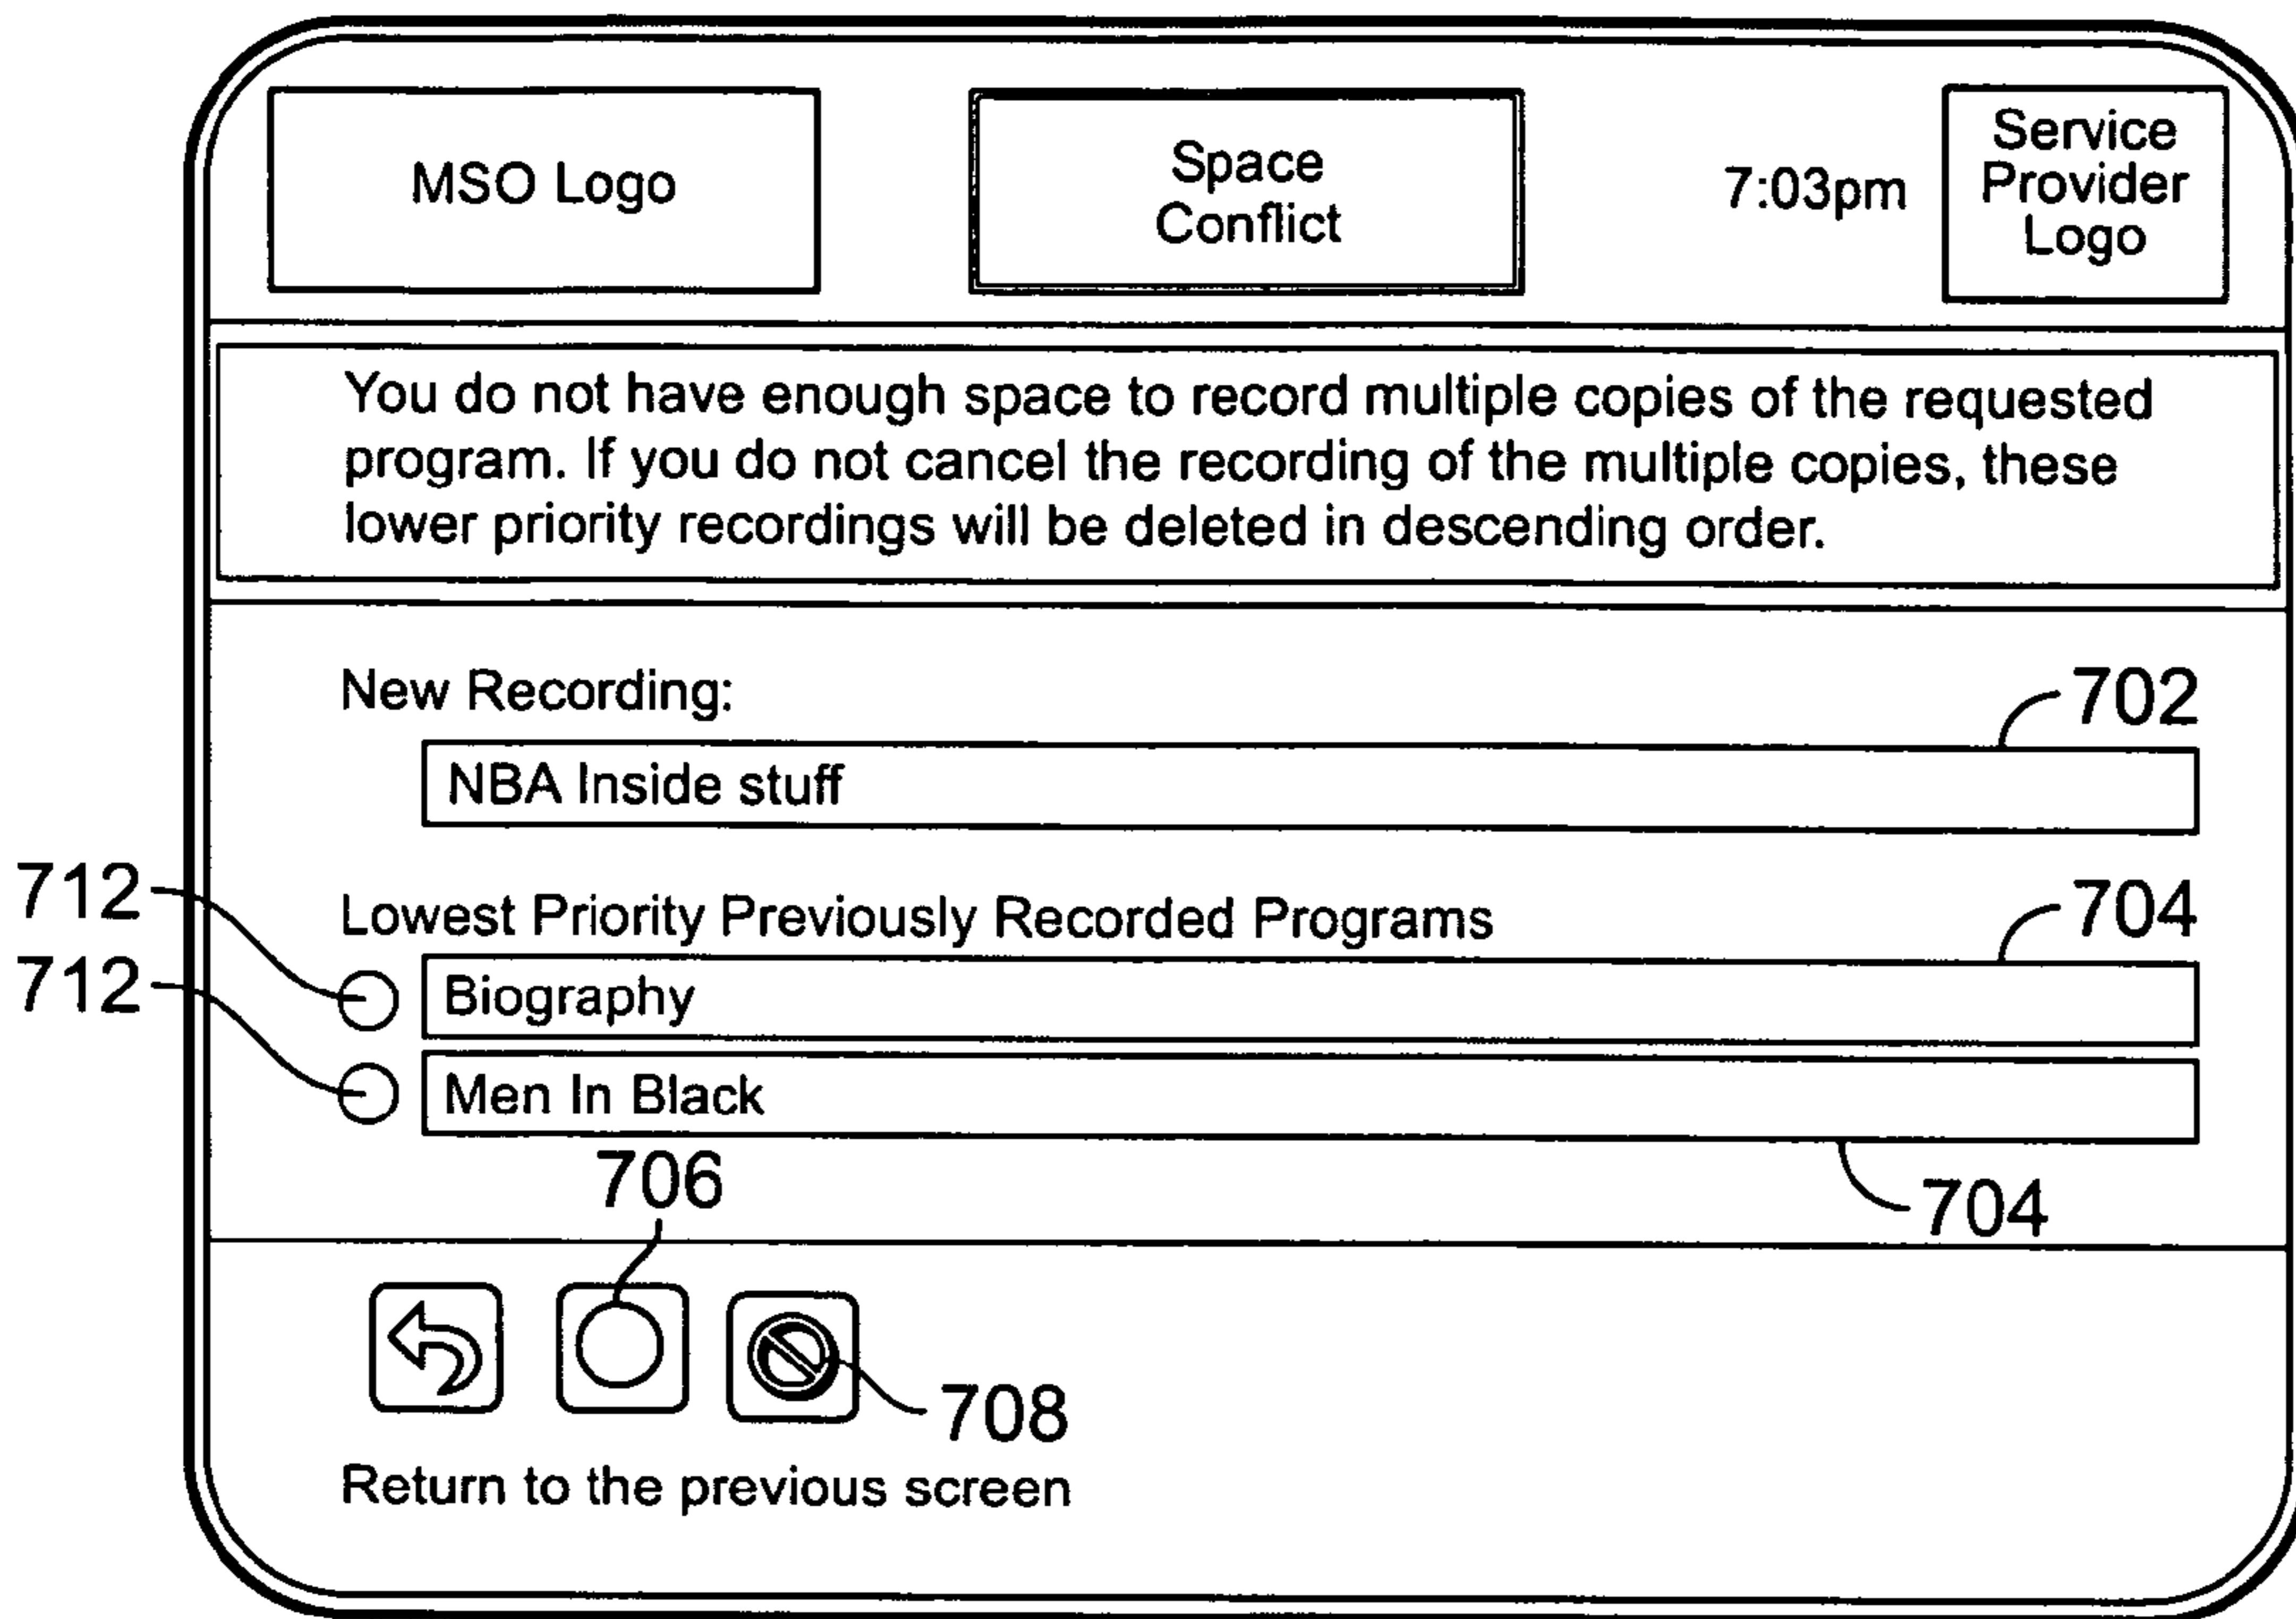 MSO Logo
Space
Conflict
7:03pm
Service
Provider
Logo
You do not have enough space to record multiple copies of the requested
program. If you do not cancel the recording of the multiple copies, these
lower priority recordings will be deleted in descending order.
New Recording:
702
NBA Inside stuff
712
Lowest Priority Previously Recorded Programs
704
712
Biography
Men In Black
706
704
708
Return to the previous screen